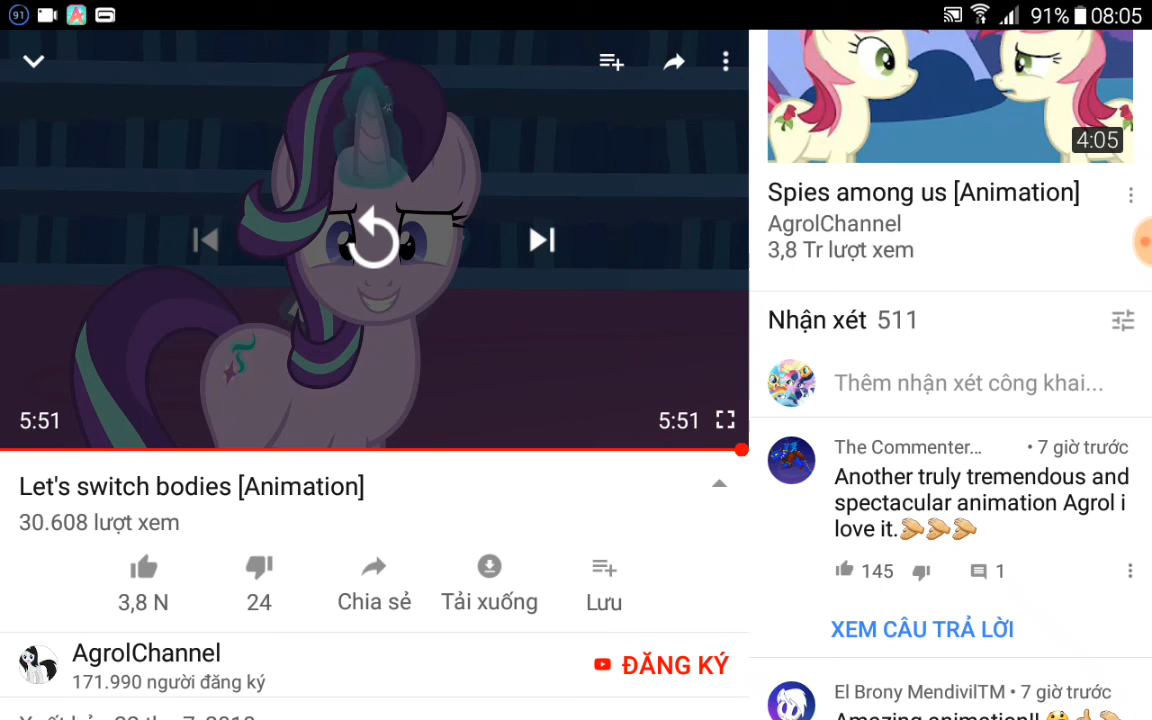 91
91% 08:05
5:51
5:51
Let's switch bodies [Animation]
30.608 lượt xem
3,8 N
24
Chia sẻ
Tải xuống
Lưu
AgrolChannel
171.990 người đăng ký
ĐĂNG KÝ
4:05
Spies among us [Animation]
AgrolChannel
3,8 Tr lượt xem
Nhận xét 511
Thêm nhận xét công khai...
The Commenter... • 7 giờ trước
Another truly tremendous and
spectacular animation Agrol i
love it.👏🏼👏🏼👏🏼
145
1
XEM CÂU TRẢ LỜI
El Brony MendivilTM • 7 giờ trước
Amazing animation!!